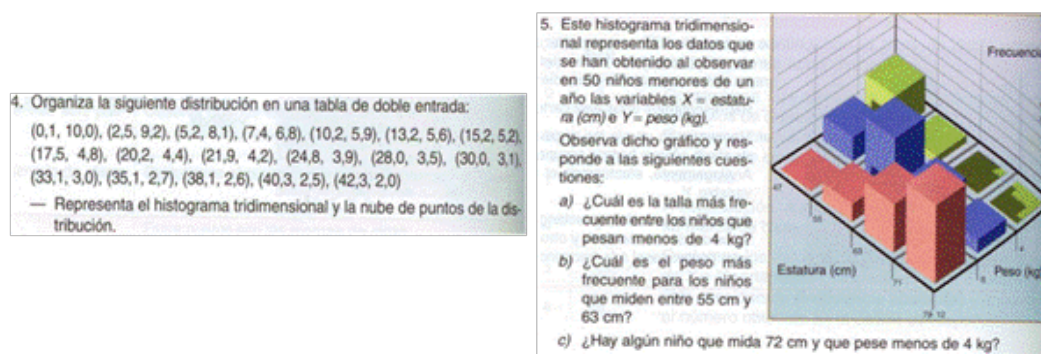 4. Organiza la siguiente distribución en una tabla de doble entrada:
(0,1, 10,0), (2,5, 9,2), (5,2, 8,1), (7,4, 6,8), (10,2, 5,9), (13,2, 5,6), (15,2, 5,2),
(17,5, 4,8), (20,2, 4,4), (21,9, 4,2), (24,8, 3,9), (28,0, 3,5), (30,0, 3,1),
(33,1, 3,0), (35,1, 2,7), (38,1, 2,6), (40,3, 2,5), (42,3, 2,0)
— Representa el histograma tridimensional y la nube de puntos de la dis-
tribución.
5. Este histograma tridimensio-
nal representa los datos que
se han obtenido al observar
en 50 niños menores de un
año las variables X = estatu-
ra (cm) e Y = peso (kg).
Observa dicho gráfico y res-
ponde a las siguientes cues-
tiones:
a) ¿Cuál es la talla más fre-
cuente entre los niños que
pesan menos de 4 kg?
b) ¿Cuál es el peso más
frecuente para los niños
que miden entre 55 cm y
63 cm?
c) ¿Hay algún niño que mida 72 cm y que pese menos de 4 kg?
Frecuencia
47
55
63
71
79 12
8
4
Estatura (cm)
Peso (kg